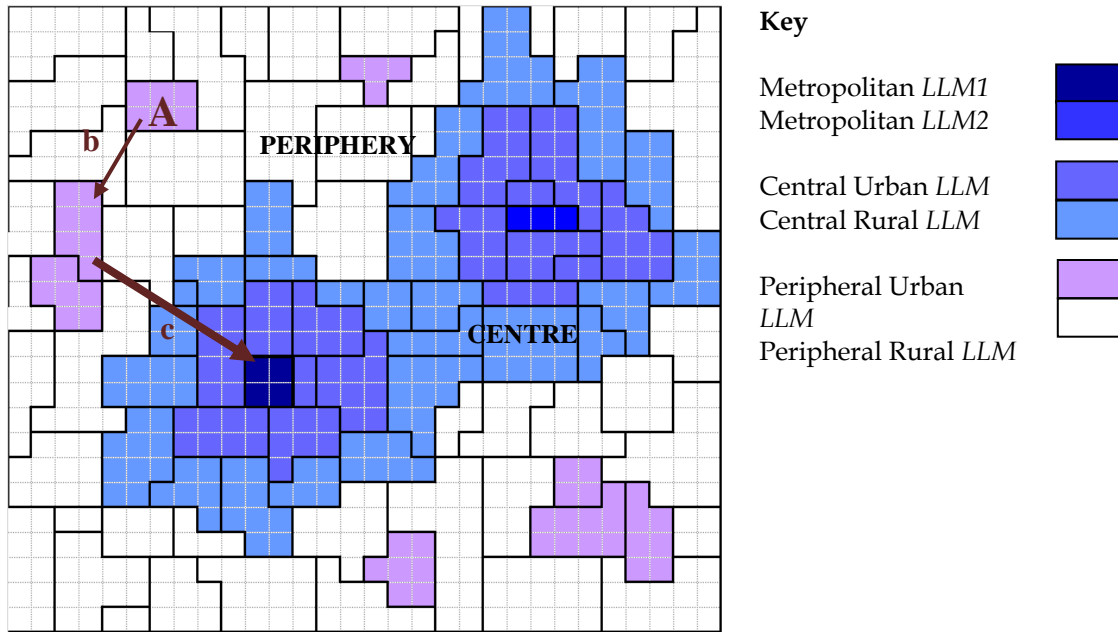 Key
Metropolitan LLM1
Metropolitan LLM2
Central Urban LLM
Central Rural LLM
Peripheral Urban
LLM
Peripheral Rural LLM
A
b
PERIPHERY
c
CENTRE